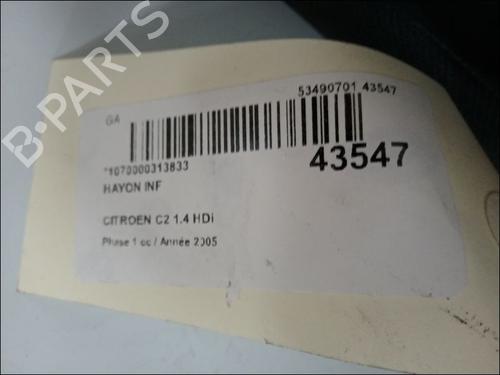 B-PARTS
GA
53490701 43547
43547
*1070000313833
HAYON INF
CITROEN C2 1.4 HDi
Phase 1 cc / Année 2005